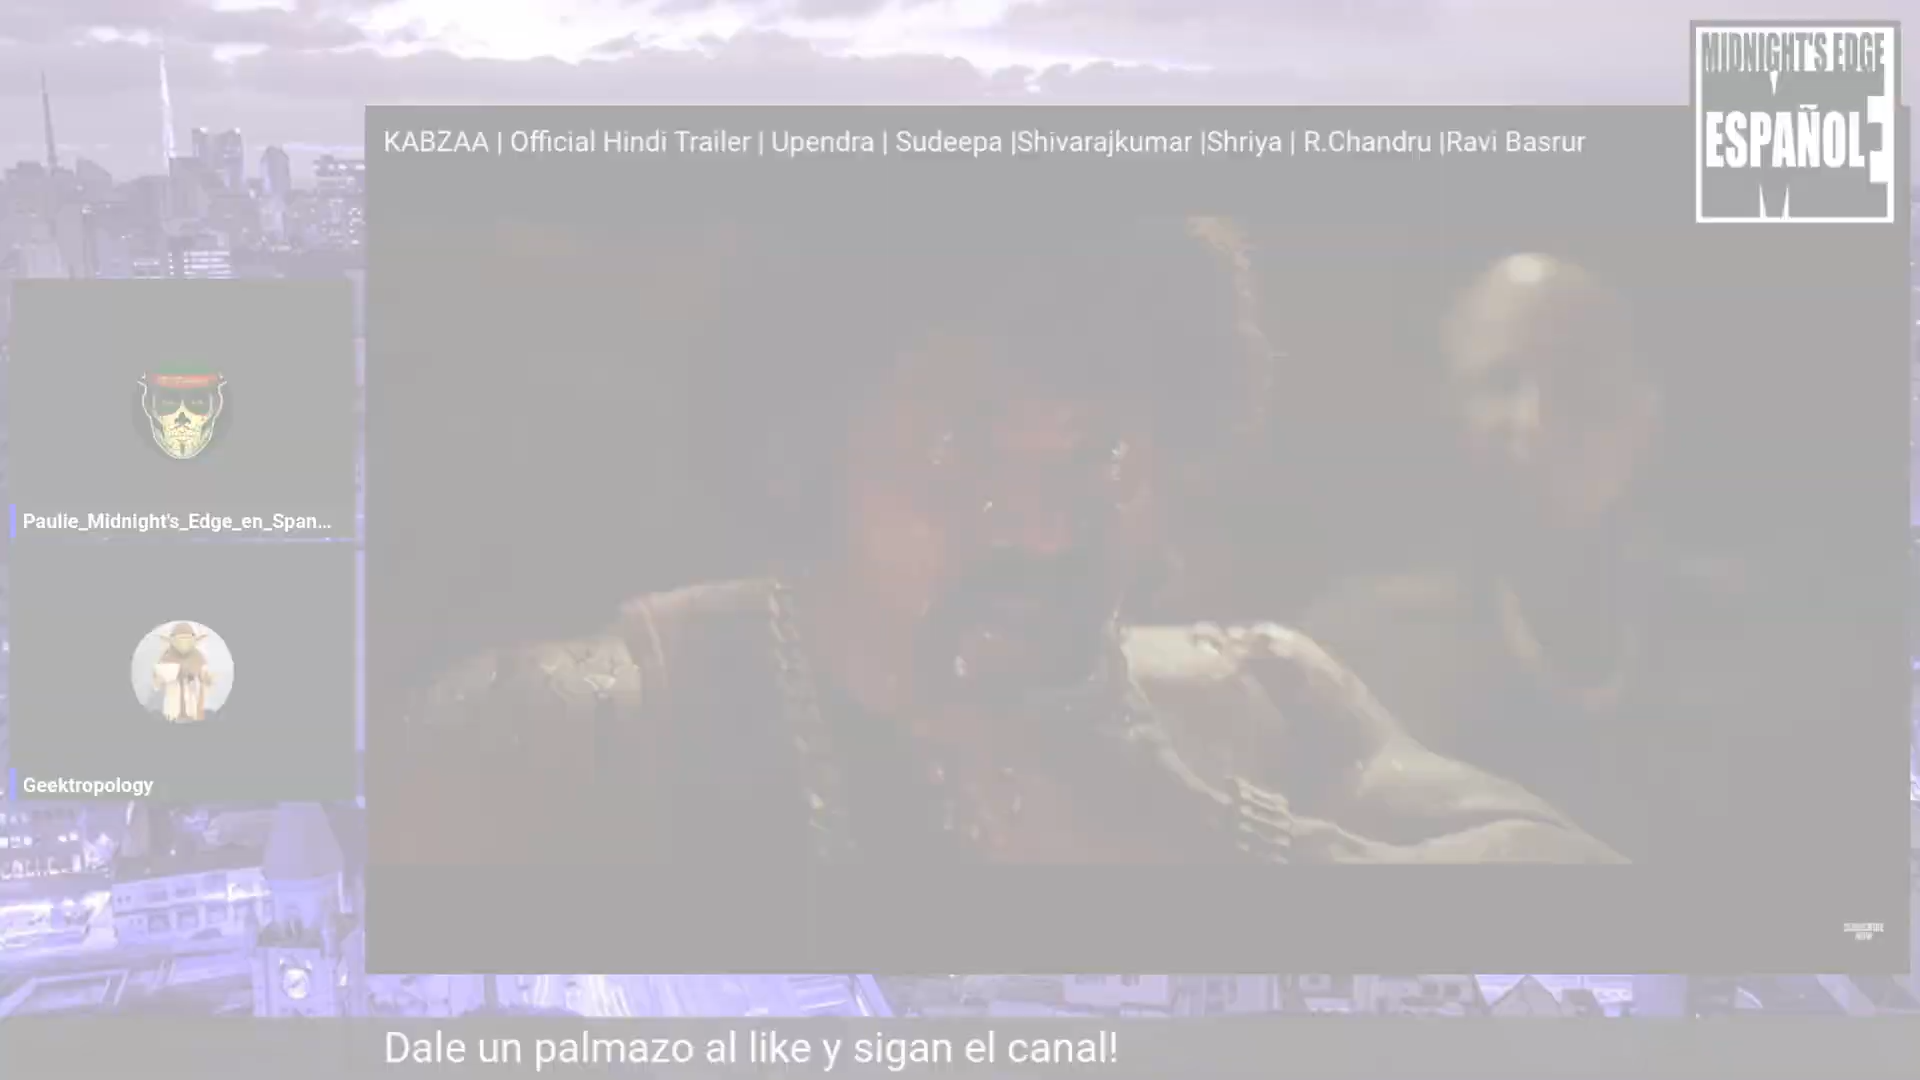 MIDNIGHT'S EDGE
ESPAÑOL
KABZAA | Official Hindi Trailer | Upendra | Sudeepa |Shivarajkumar |Shriya | R.Chandru |Ravi Basrur
Paulie_Midnight's_Edge_en_Span...
Geektropology
Dale un palmazo al like y sigan el canal!